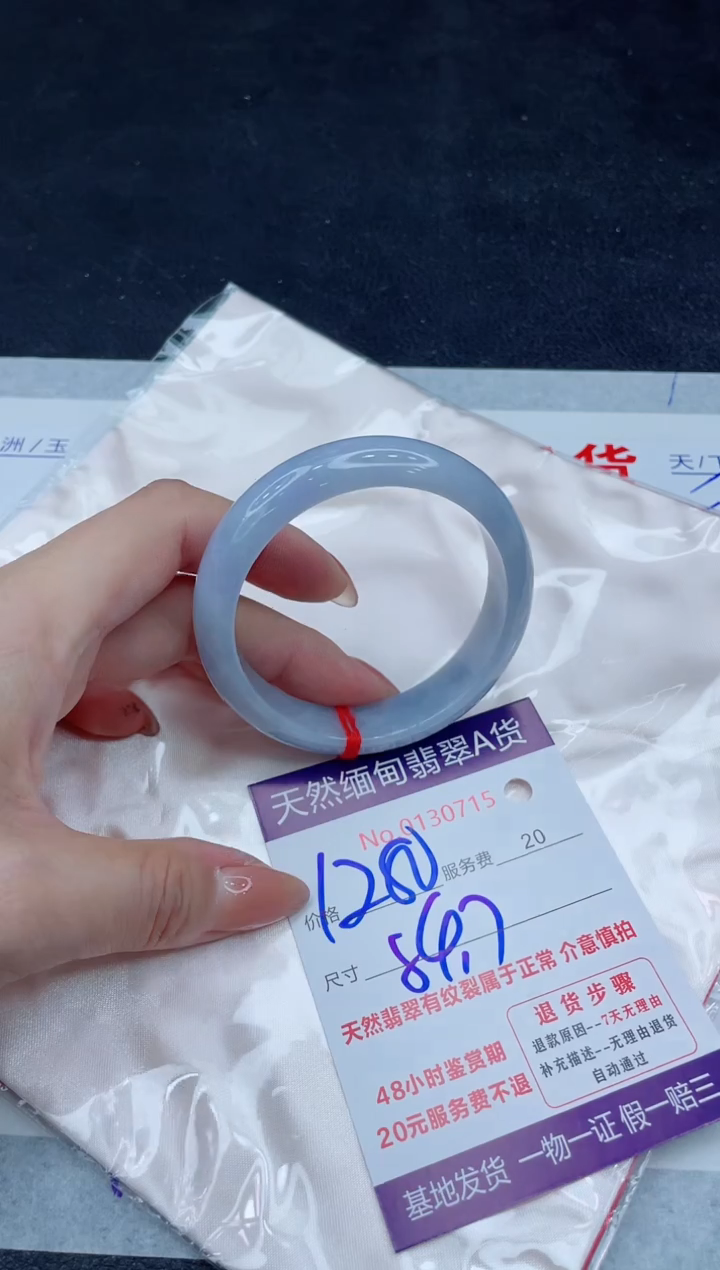 洲/玉
货
天/
天然缅甸翡翠A货
No 0130715
价格 1280 服务费 20
尺寸
天然翡翠有纹裂属于正常 介意慎拍
48小时鉴赏期
20元服务费不退
退货步骤
退款原因--7天无理由
补充描述--无理由退货
自动通过
基地发货 一物一证 假一赔三